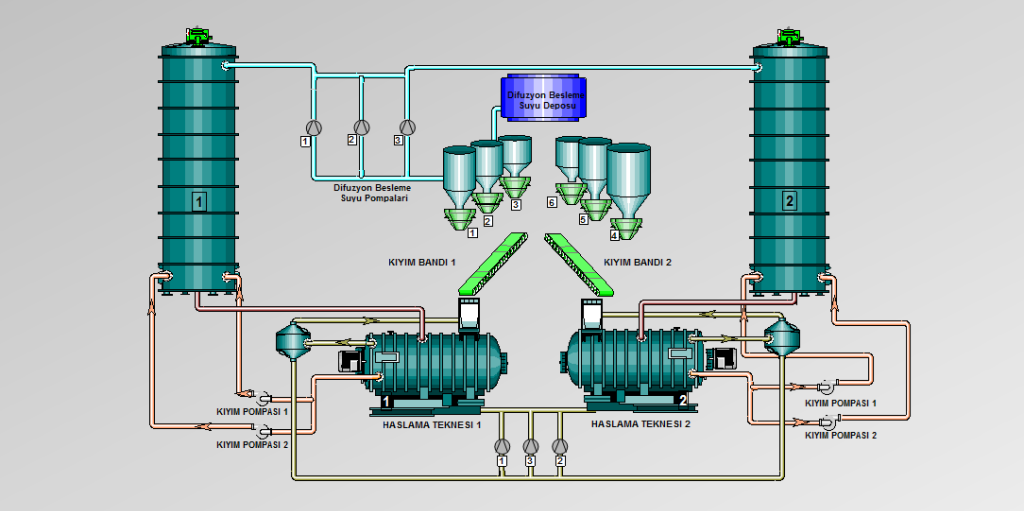 Difuzyon Besleme
Suyu Deposu
1
2
3
Difuzyon Besleme
Suyu Pompalari
1
2
1
2
3
6
5
4
KIYIM BANDI 1
KIYIM BANDI 2
1
2
KIYIM POMPASI 1
KIYIM POMPASI 2
HASLAMA TEKNESI 1
HASLAMA TEKNESI 2
KIYIM POMPASI 1
KIYIM POMPASI 2
1
3
2